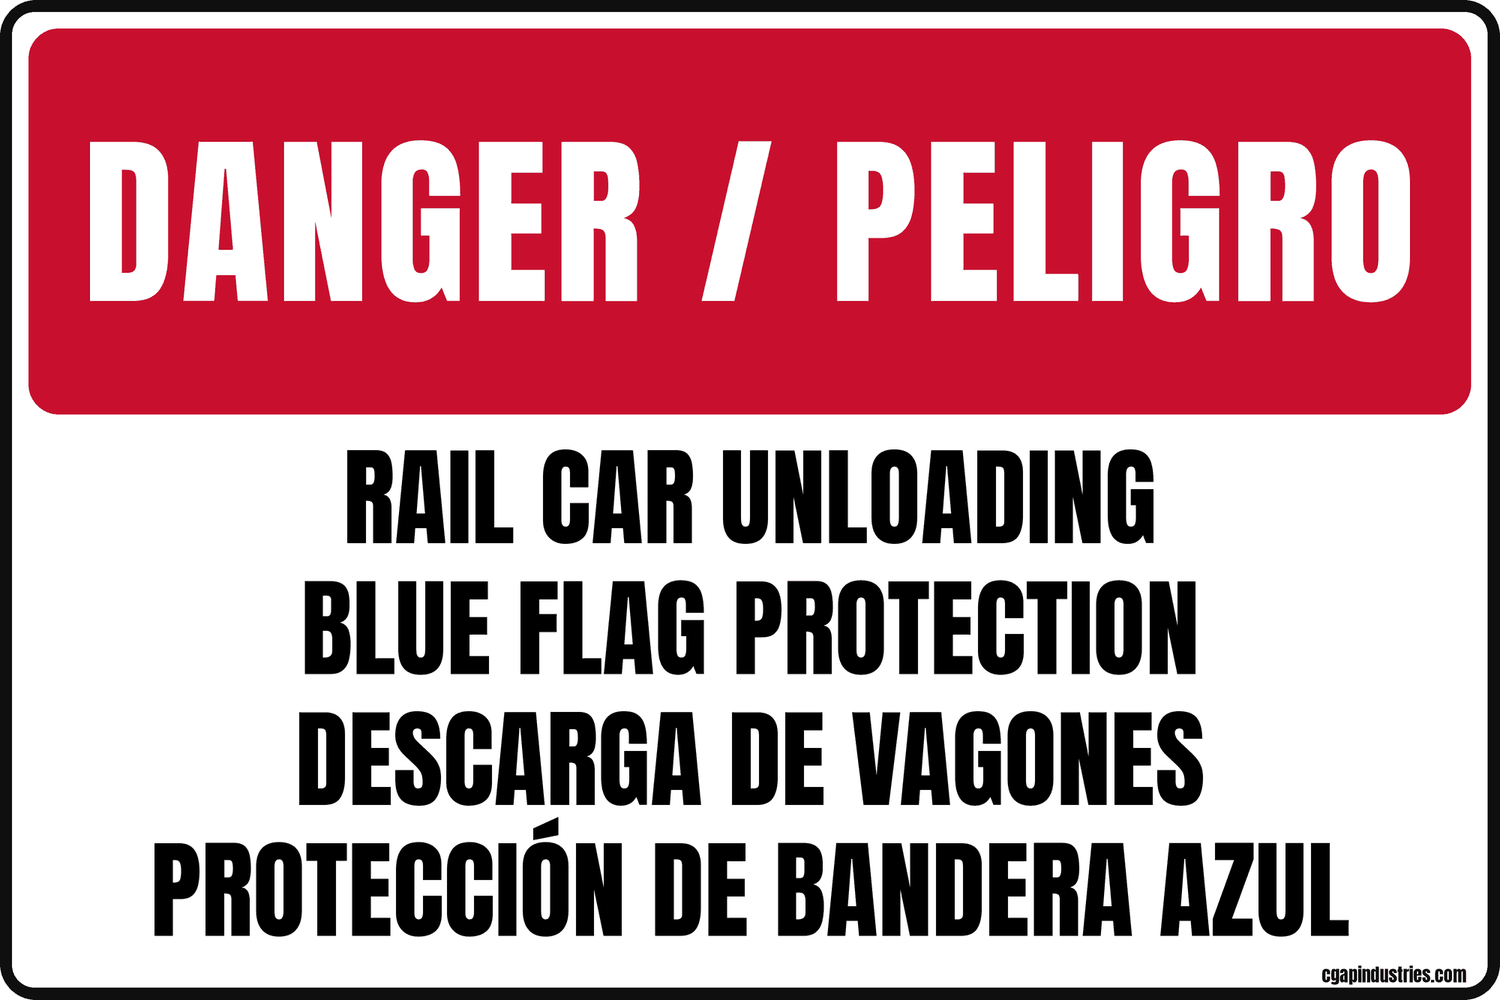 DANGER / PELIGRO
RAIL CAR UNLOADING
BLUE FLAG PROTECTION
DESCARGA DE VAGONES
PROTECCIÓN DE BANDERA AZUL
cgapindustries.com